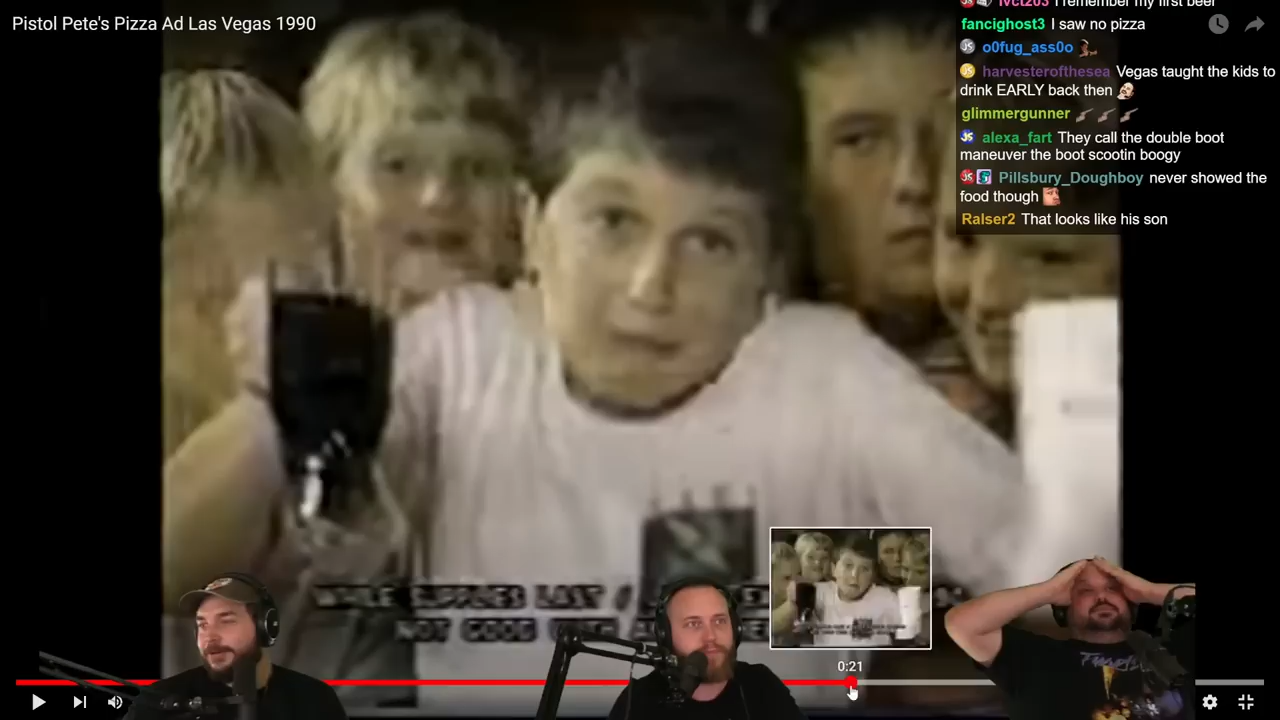 Pistol Pete's Pizza Ad Las Vegas 1990
lvct203 I remember my first beer
fancighost3 I saw no pizza
o0fug_ass0o
harvesterofthesea Vegas taught the kids to
drink EARLY back then
glimmergunner
alexa_fart They call the double boot
maneuver the boot scootin boogy
Pillsbury_Doughboy never showed the
food though
Ralser2 That looks like his son
WHILE SUPPLIES LAST /
NOT GOOD WITH
0:21